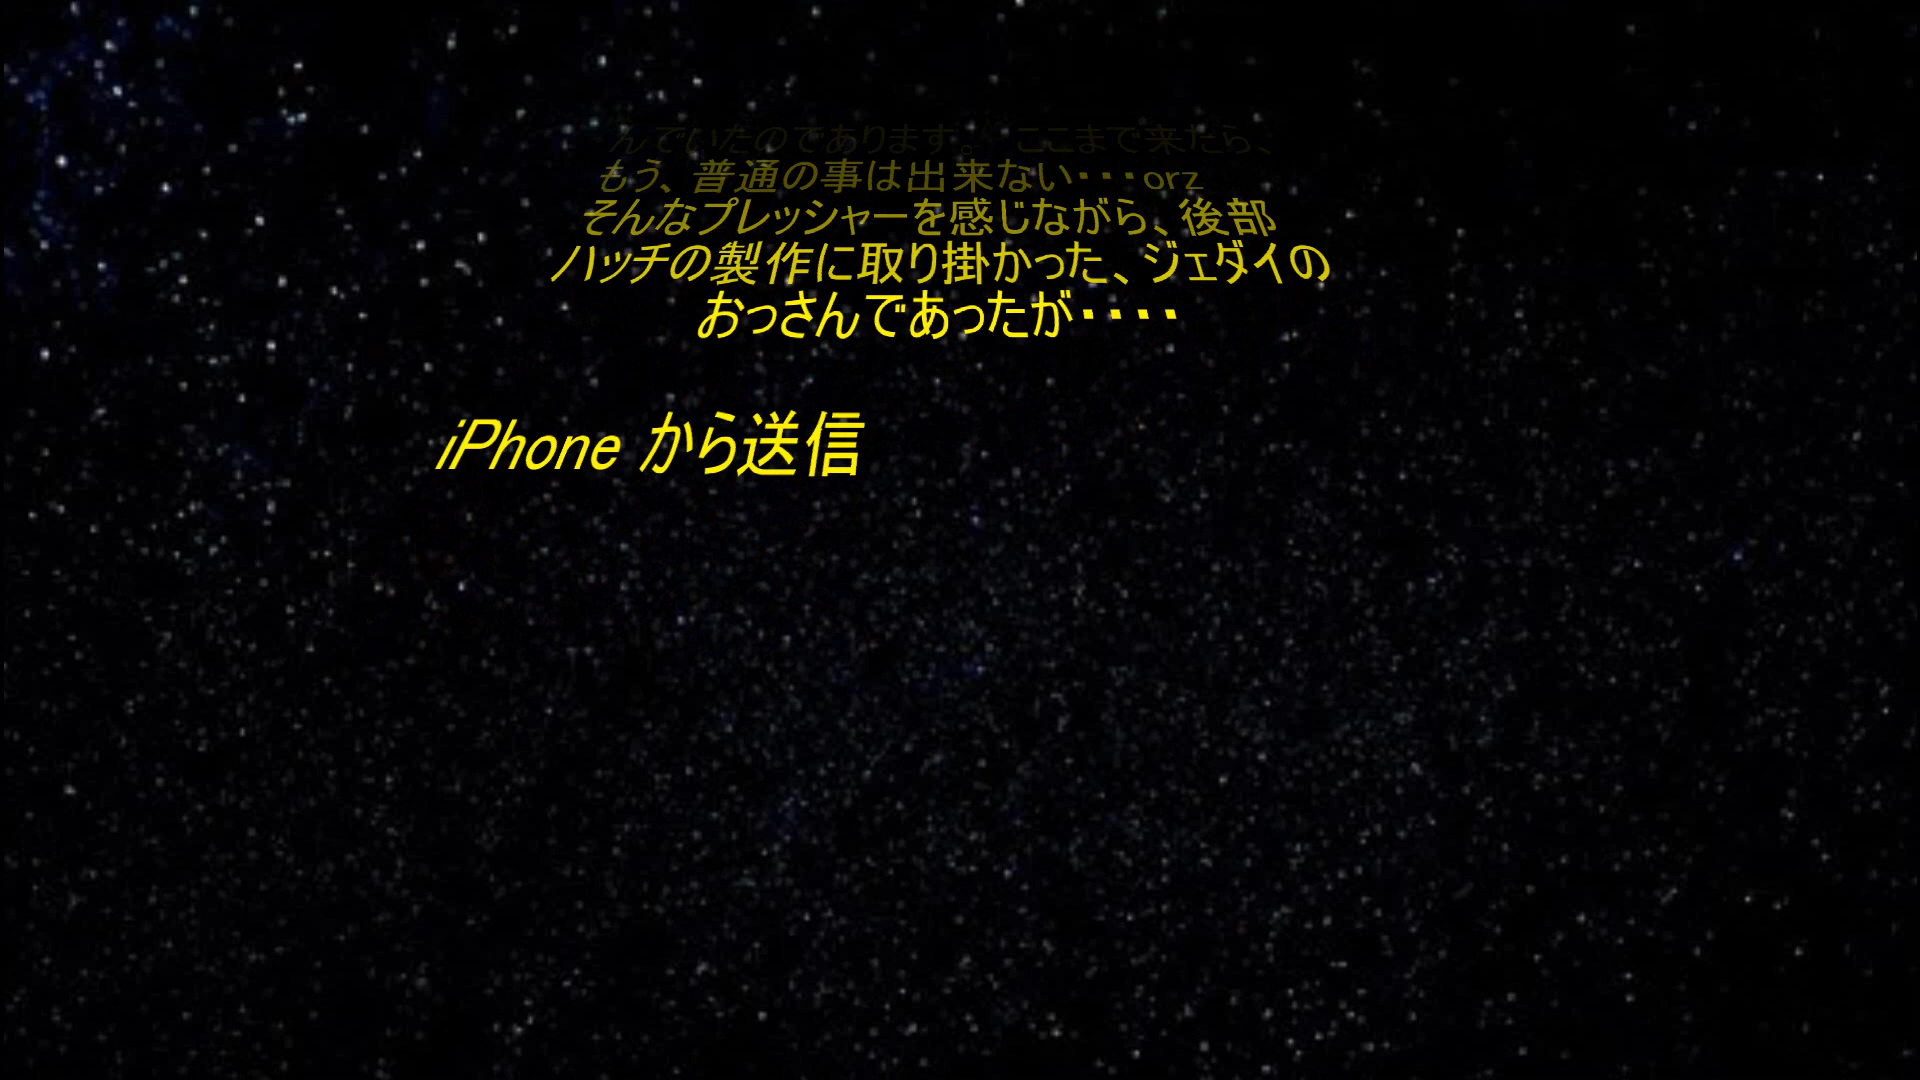 んでいたのであります。 ここまで来たら、
もう、普通の事は出来ない・・・orz
そんなプレッシャーを感じながら、後部
ハッチの製作に取り掛かった、ジェダイの
おっさんであったが・・・・
iPhone から送信